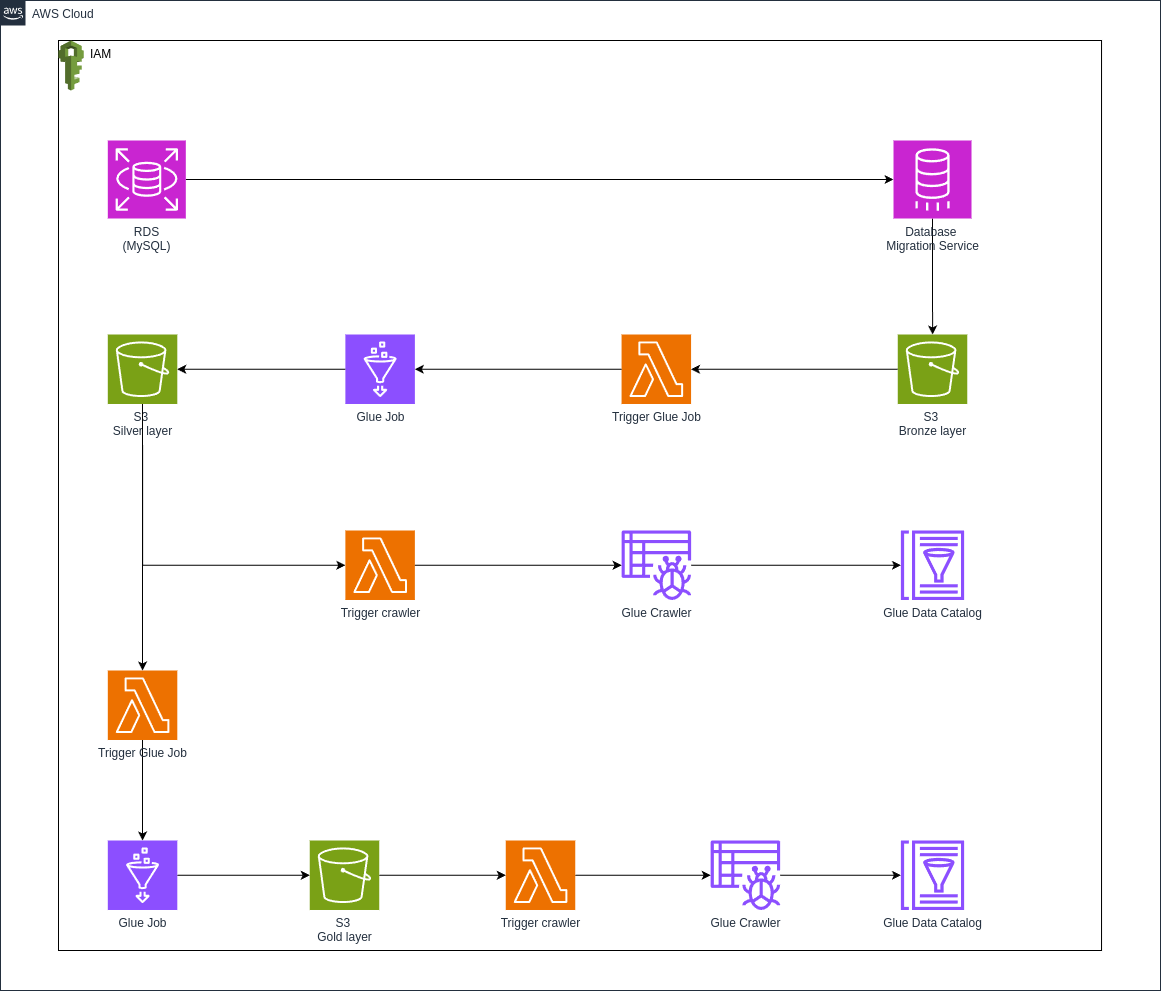 aws
AWS Cloud
IAM
RDS
(MySQL)
Database
Migration Service
S3
Silver layer
Glue Job
Trigger Glue Job
S3
Bronze layer
Trigger crawler
Glue Crawler
Glue Data Catalog
Trigger Glue Job
Glue Job
S3
Gold layer
Trigger crawler
Glue Crawler
Glue Data Catalog